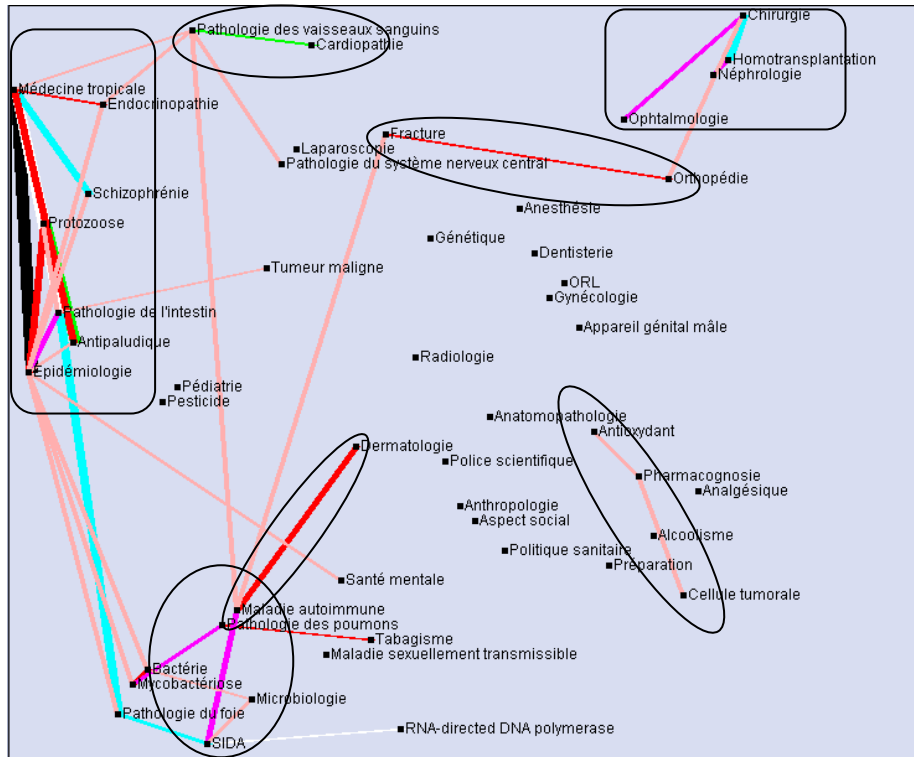 Chirurgie
Pathologie des vaisseaux sanguins
Cardiopathie
Homotransplantation
Néphrologie
Médecine tropicale
Endocrinopathie
Ophtalmologie
Fracture
Laparoscopie
Pathologie du système nerveux central
Orthopédie
Schizophrénie
Anesthésie
Protozoose
Génétique
Dentisterie
Tumeur maligne
ORL
Gynécologie
Pathologie de l'intestin
Appareil génital mâle
Antipaludique
Radiologie
Epidémiologie
Pédiatrie
Pesticide
Anatomopathologie
Antioxydant
Dermatologie
Police scientifique
Pharmacognosie
Analgésique
Anthropologie
Aspect social
Alcoolisme
Politique sanitaire
Préparation
Santé mentale
Cellule tumorale
Maladie autoimmune
Pathologie des poumons
Tabagisme
Maladie sexuellement transmissible
Bactérie
Mycobactériose
Microbiologie
Pathologie du foie
RNA-directed DNA polymerase
SIDA